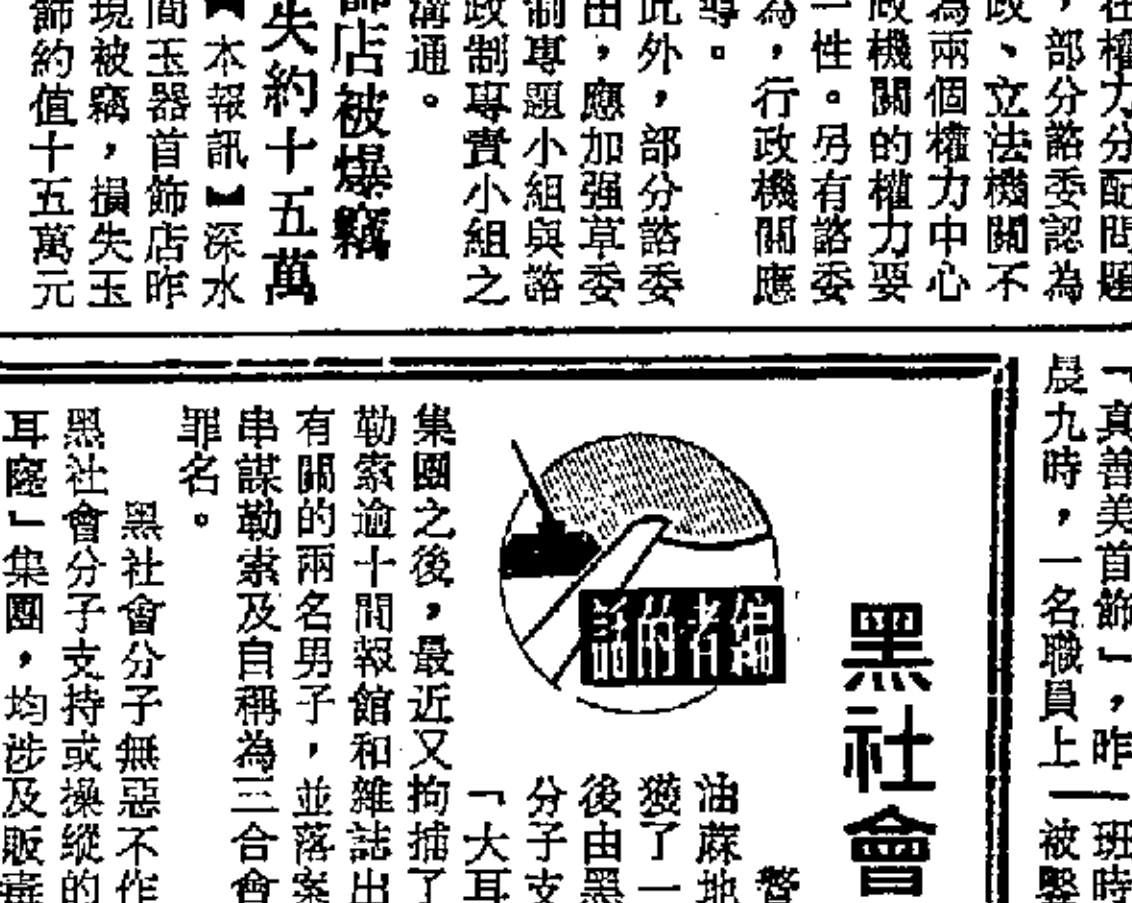 在權力分配問題
，部分諮委認為
政、立法機關不
為兩個權力中心
政機關的權力要
一性。另有諮委
為，行政機關應
導。
此外，部分諮委
出，應加强草委
制專題小組與諮
政制專責小組之
溝通。
飾店被爆竊
失約十五萬
【本報訊】深水
間玉器首飾店昨
現被竊，損失玉
飾約值十五萬元
「真善美首飾」，昨
晨九時，一名職員上
班時
被
黑社會
編者的話
警
油蔴地
獲了一
後由黑
分子支
「大耳
集團之後，最近又拘捕了
勒索逾十間報館和雜誌出
有關的兩名男子，並落案
串謀勒索及自稱為三合會
罪名。
黑社會分子無惡不作
黑社會分子支持或操縱的
耳窿」集團，均涉及販毒